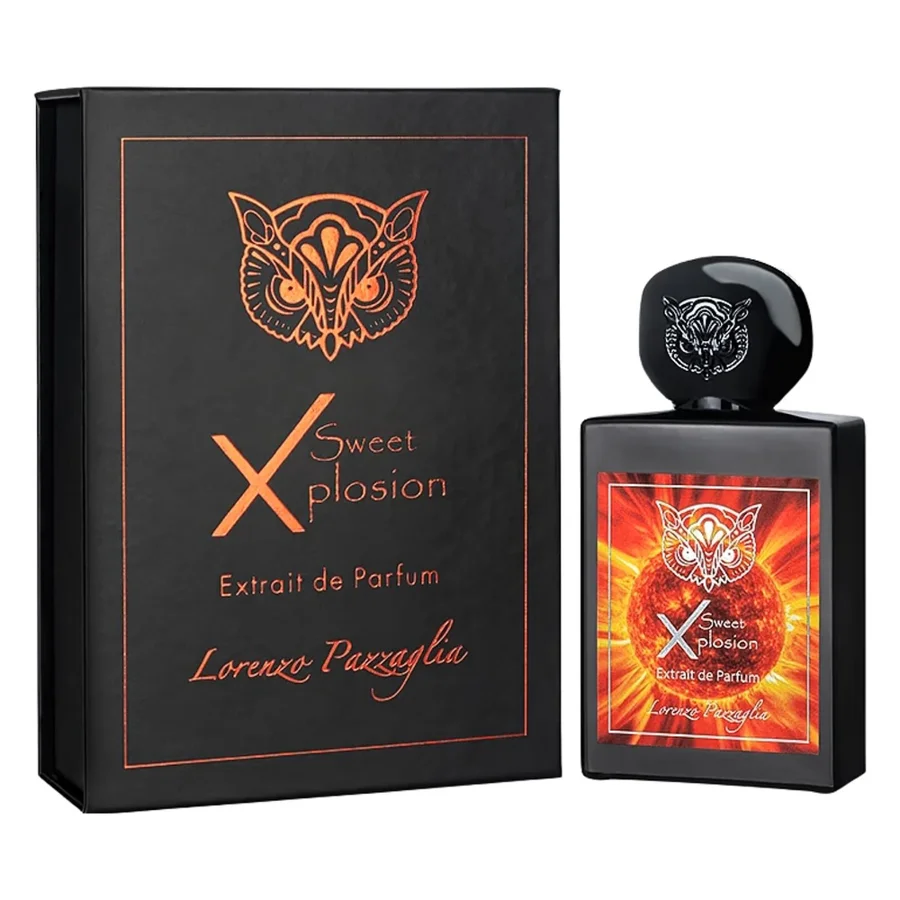 Sweet
Xplosion
Extrait de Parfum
Lorenzo Pazzaglia
Sweet
Xplosion
Extrait de Parfum
Lorenzo Pazzaglia